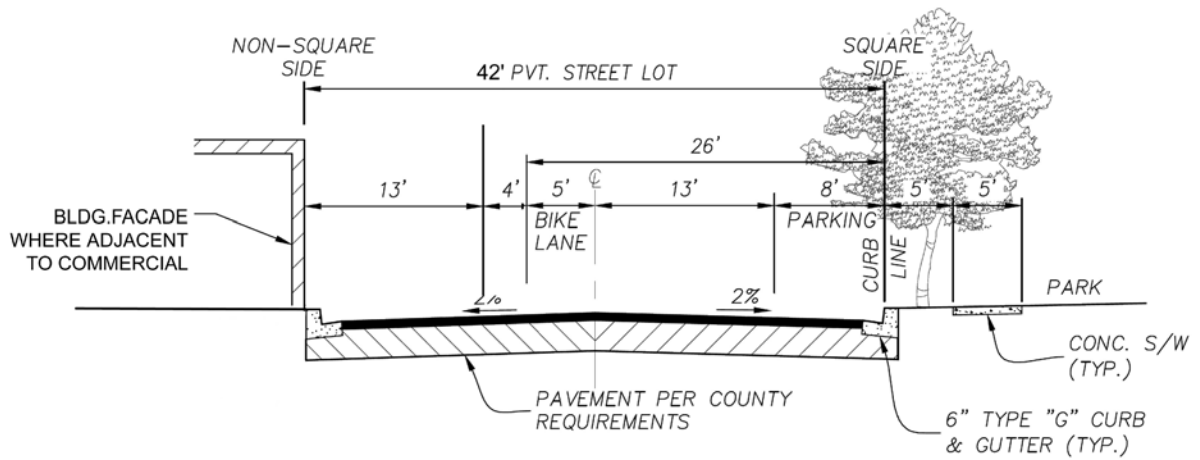 NON-SQUARE
SIDE
SQUARE
SIDE
42' PVT. STREET LOT
26'
13'
4'
5'
℄
13'
8'
5'
5'
BIKE
LANE
PARKING
CURB
LINE
BLDG.FACADE
WHERE ADJACENT
TO COMMERCIAL
PARK
2%
2%
CONC. S/W
(TYP.)
PAVEMENT PER COUNTY
REQUIREMENTS
6" TYPE "G" CURB
& GUTTER (TYP.)